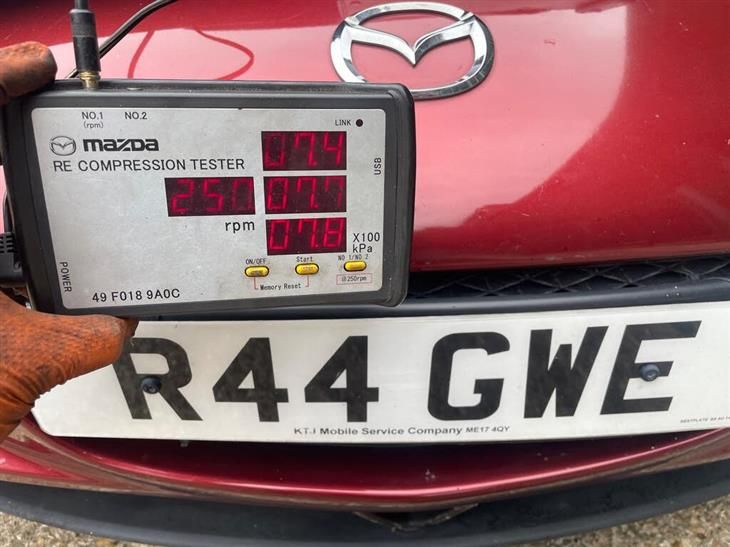 NO.1 NO.2
(rpm)
LINK
mazda
RE COMPRESSION TESTER
USB
07.4
250 07.7
rpm 07.8
X100
kPa
ON/OFF Start NO 1/NO 2
Memory Reset @250rpm
POWER
49 F018 9A0C
R44 GWE
KTJ Mobile Service Company ME17 4QY